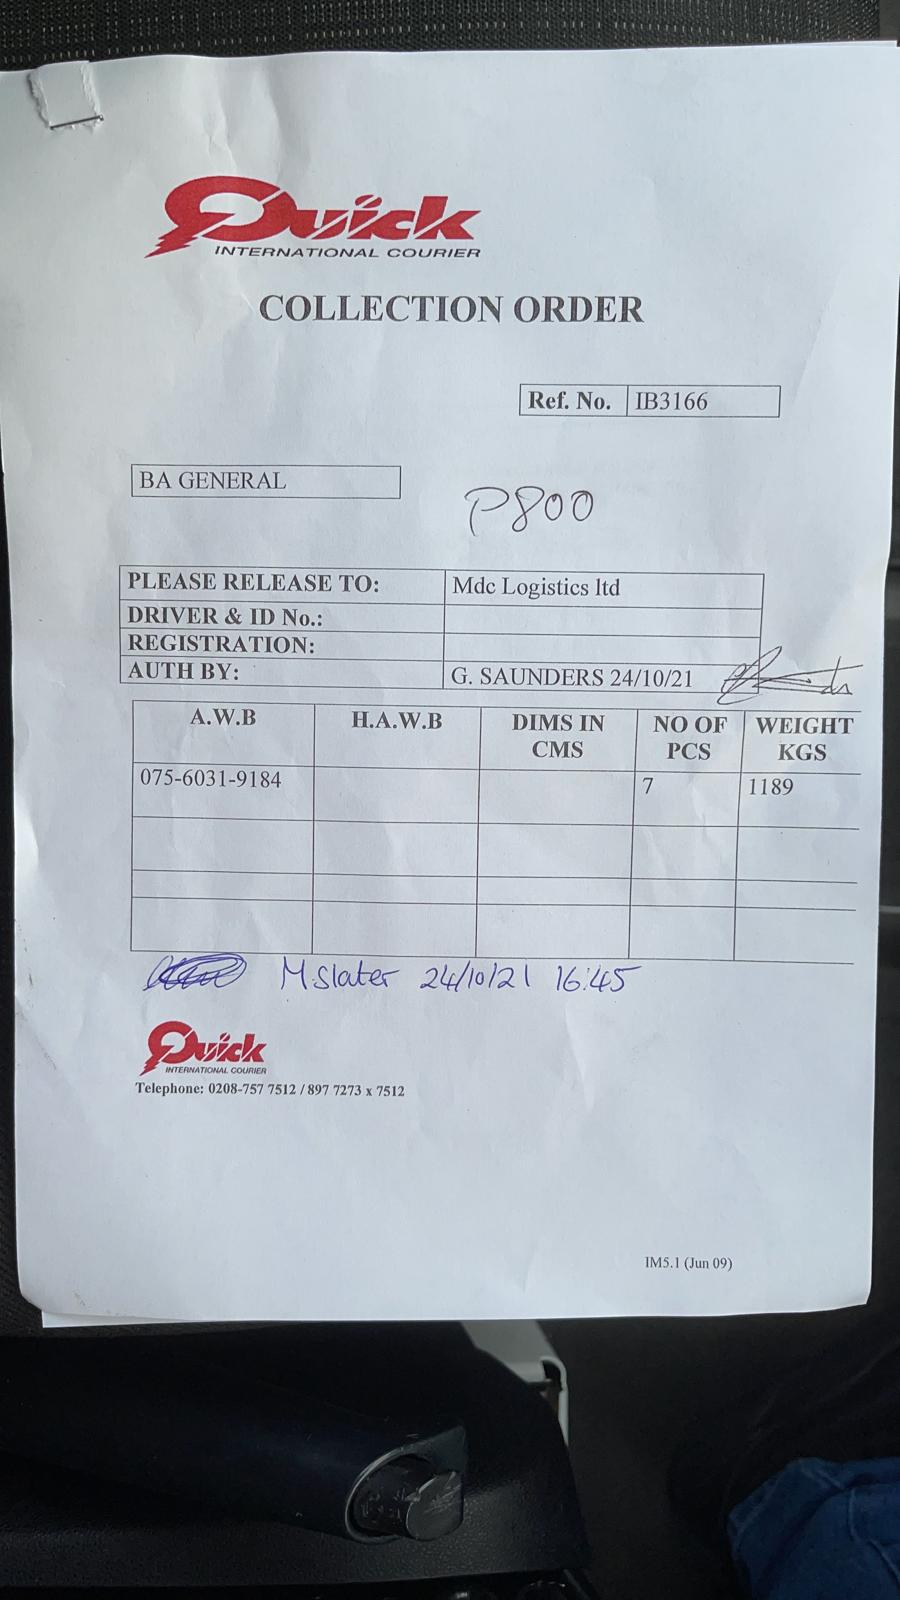 Quick
INTERNATIONAL COURIER
COLLECTION ORDER
Ref. No. IB3166
BA GENERAL
P800
PLEASE RELEASE TO: Mdc Logistics ltd
DRIVER & ID No.:
REGISTRATION:
AUTH BY: G. SAUNDERS 24/10/21
A.W.B H.A.W.B DIMS IN CMS NO OF PCS WEIGHT KGS
075-6031-9184 7 1189
M.Slater 24/10/21 16:45
Quick
INTERNATIONAL COURIER
Telephone: 0208-757 7512 / 897 7273 x 7512
IM5.1 (Jun 09)